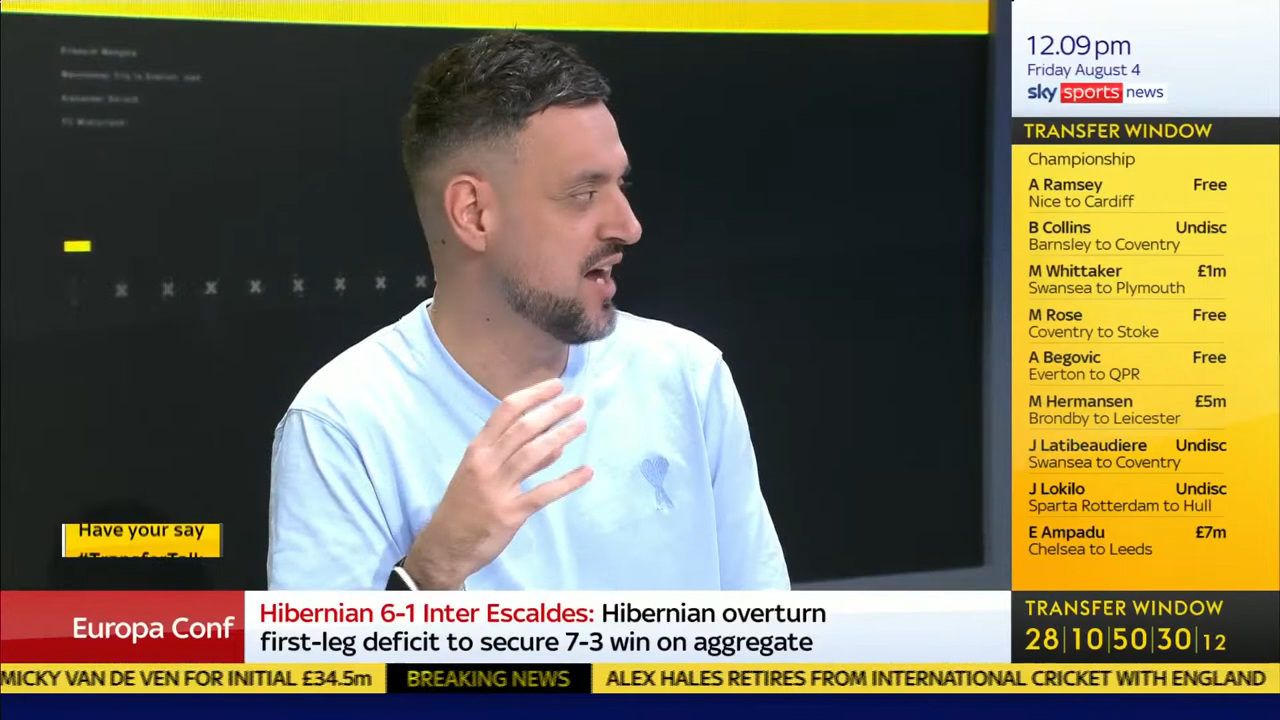 12.09pm
Friday August 4
sky sports news
TRANSFER WINDOW
Championship
A Ramsey Free
Nice to Cardiff
B Collins Undisc
Barnsley to Coventry
M Whittaker £1m
Swansea to Plymouth
M Rose Free
Coventry to Stoke
A Begovic Free
Everton to QPR
M Hermansen £5m
Brondby to Leicester
J Latibeaudiere Undisc
Swansea to Coventry
J Lokilo Undisc
Sparta Rotterdam to Hull
E Ampadu £7m
Chelsea to Leeds
Have your say
#TransferTalk
Europa Conf
Hibernian 6-1 Inter Escaldes: Hibernian overturn
first-leg deficit to secure 7-3 win on aggregate
TRANSFER WINDOW
28|10|50|30|12
MICKY VAN DE VEN FOR INITIAL £34.5m BREAKING NEWS ALEX HALES RETIRES FROM INTERNATIONAL CRICKET WITH ENGLAND